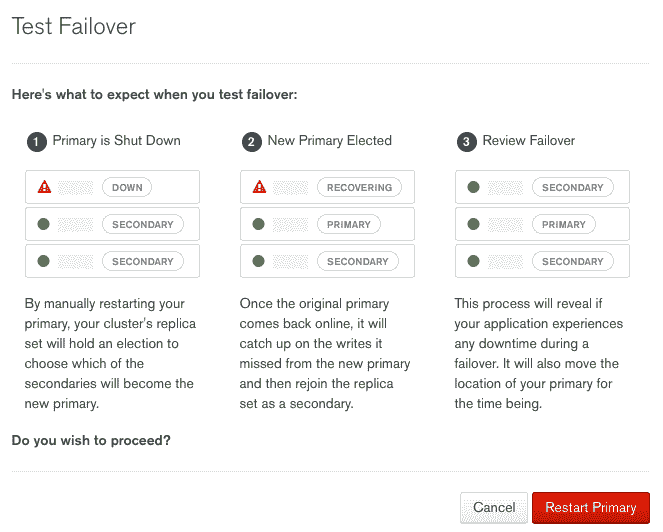 Test Failover
Here's what to expect when you test failover:
1 Primary is Shut Down
DOWN
SECONDARY
SECONDARY
By manually restarting your
primary, your cluster's replica
set will hold an election to
choose which of the
secondaries will become the
new primary.
2 New Primary Elected
RECOVERING
PRIMARY
SECONDARY
Once the original primary
comes back online, it will
catch up on the writes it
missed from the new primary
and then rejoin the replica
set as a secondary.
3 Review Failover
SECONDARY
PRIMARY
SECONDARY
This process will reveal if
your application experiences
any downtime during a
failover. It will also move the
location of your primary for
the time being.
Do you wish to proceed?
Cancel
Restart Primary